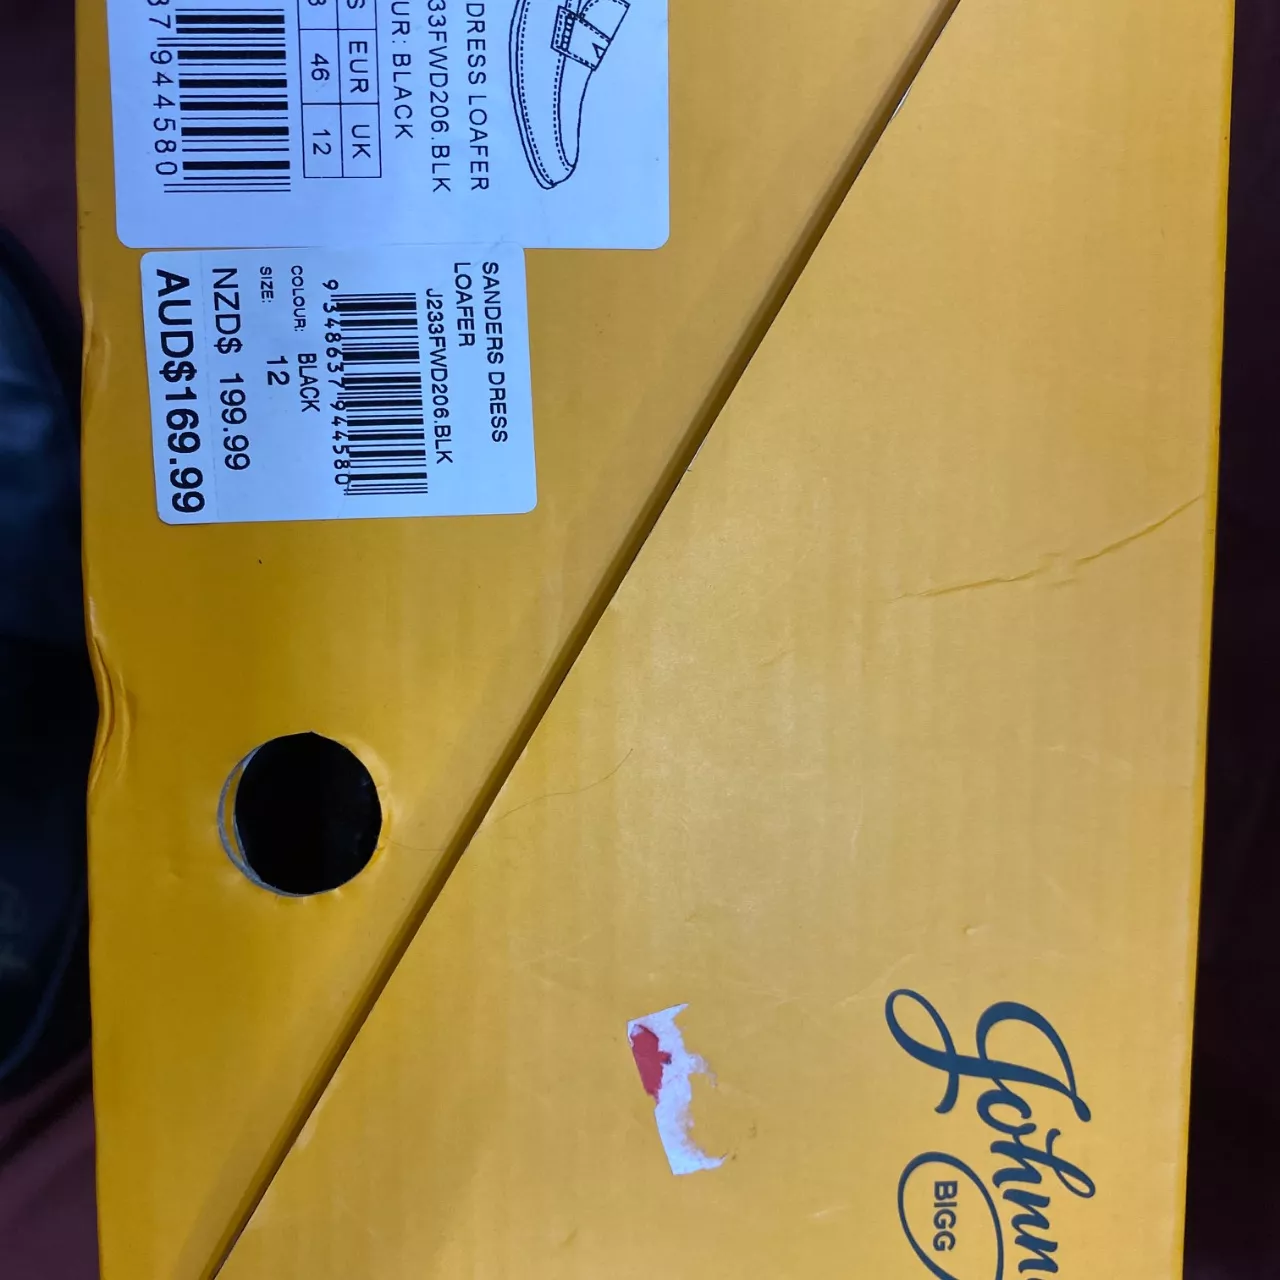 DRESS LOAFER
33FWD206.BLK
UR: BLACK
S EUR UK
46 12
37 944580
SANDERS DRESS
LOAFER
J233FWD206.BLK
9 348637 944580
COLOUR: BLACK
SIZE: 12
NZD$ 199.99
AUD$169.99
Johnn
BIGG